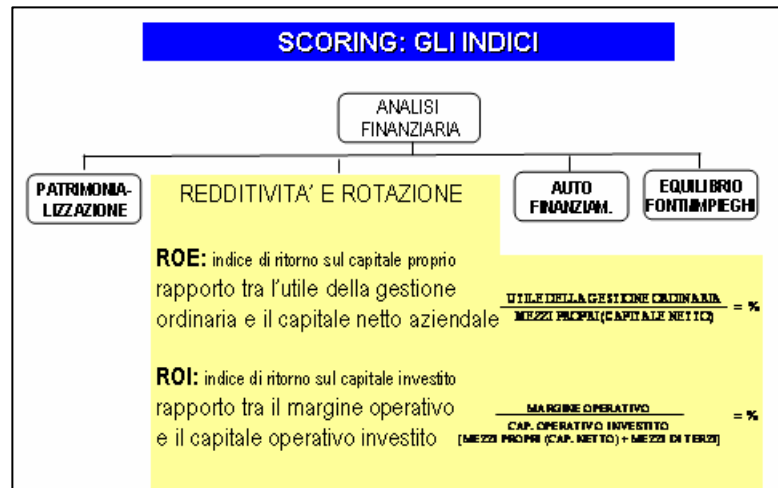 SCORING: GLI INDICI
ANALISI
FINANZIARIA
PATRIMONIA-
LIZZAZIONE
REDDITIVITA' E ROTAZIONE
AUTO
FINANZIAM.
EQUILIBRIO
FONTI/IMPIEGHI
ROE: indice di ritorno sul capitale proprio
rapporto tra l'utile della gestione
ordinaria e il capitale netto aziendale
UTILE DELLA GESTIONE ORDINARIA
MEZZI PROPRI (CAPITALE NETTO)
= %
ROI: indice di ritorno sul capitale investito
rapporto tra il margine operativo
e il capitale operativo investito
MARGINE OPERATIVO
CAP. OPERATIVO INVESTITO
[MEZZI PROPRI (CAP. NETTO) + MEZZI DI TERZI]
= %